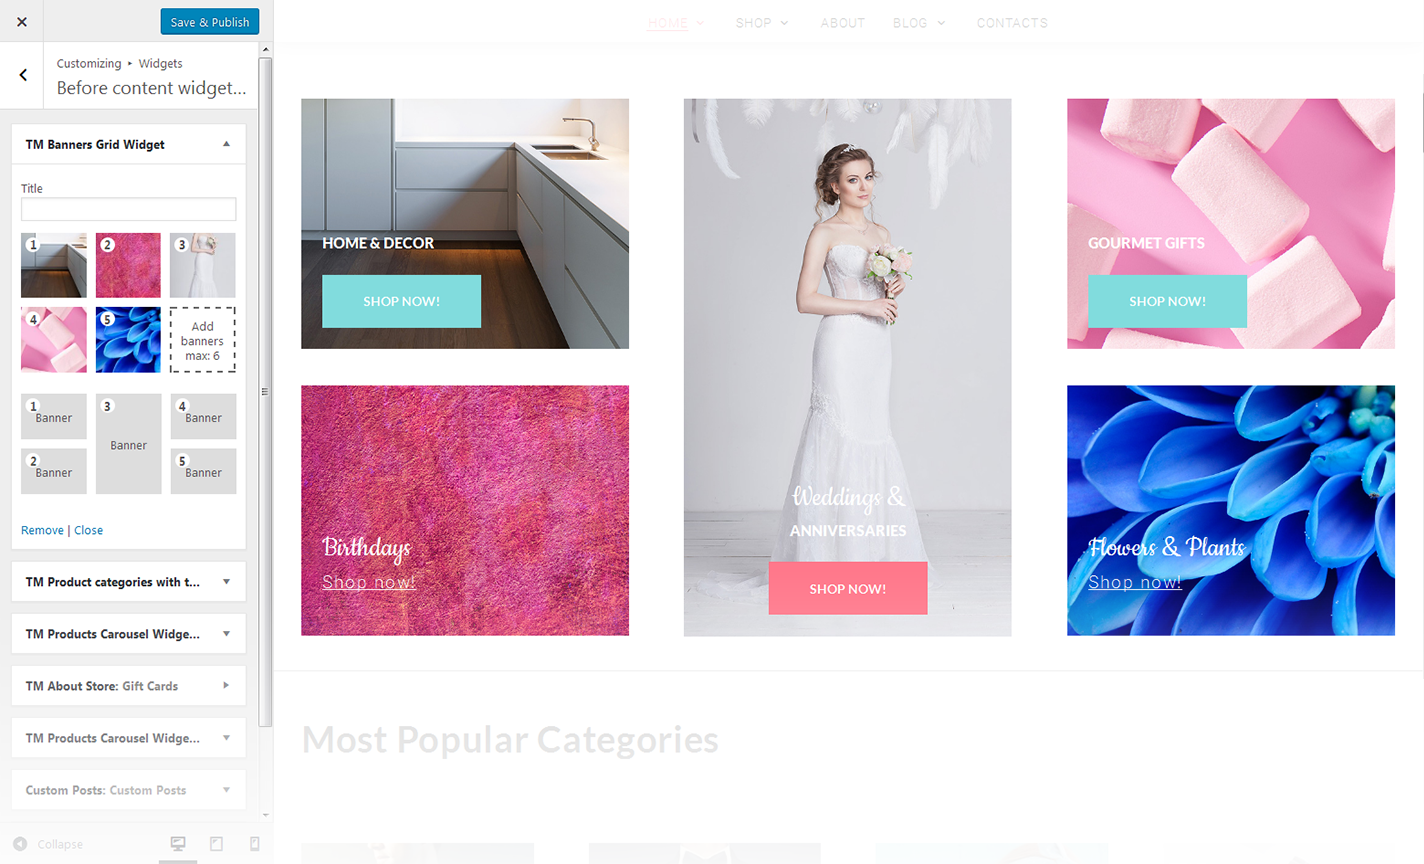 Save & Publish
Customizing ▸ Widgets
Before content widget...
TM Banners Grid Widget
Title
1
2
3
4
5
Add
banners
max: 6
1
Banner
2
Banner
3
Banner
4
Banner
5
Banner
Remove | Close
TM Product categories with t...
TM Products Carousel Widge...
TM About Store: Gift Cards
TM Products Carousel Widge...
Custom Posts: Custom Posts
Collapse
HOME SHOP ABOUT BLOG CONTACTS
HOME & DECOR
SHOP NOW!
Birthdays
Shop now!
Weddings &
ANNIVERSARIES
SHOP NOW!
GOURMET GIFTS
SHOP NOW!
Flowers & Plants
Shop now!
Most Popular Categories